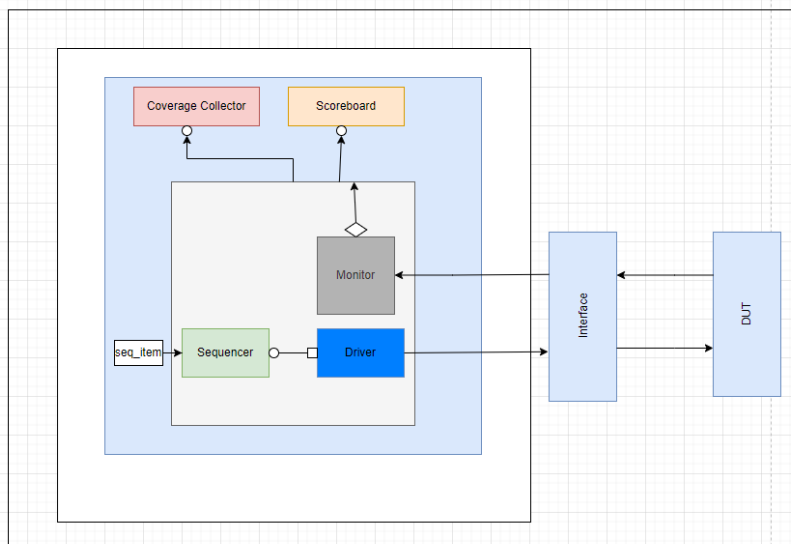 Coverage Collector
Scoreboard
Monitor
seq_item
Sequencer
Driver
Interface
DUT